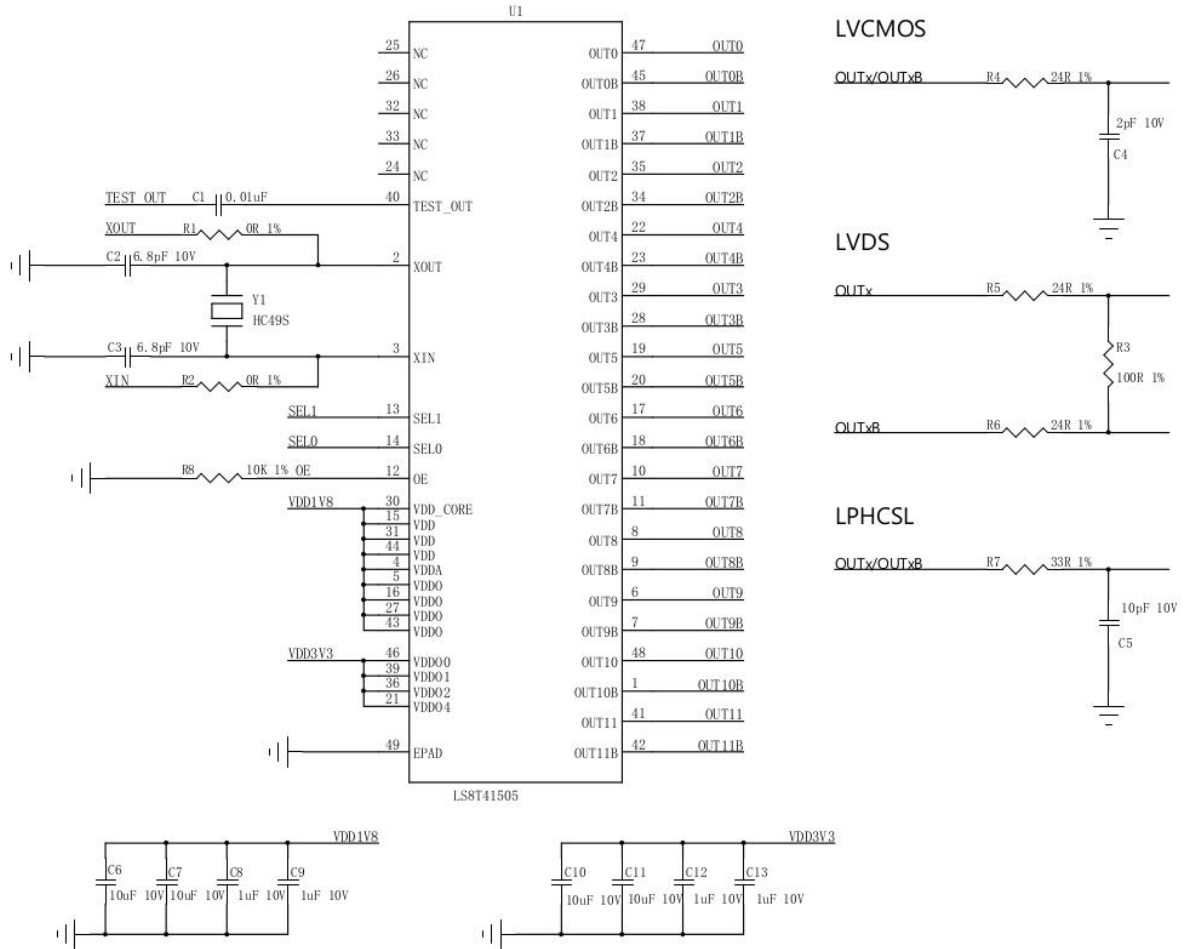 U1
25 NC OUT0 47 OUT0
26 NC OUT0B 45 OUT0B
32 NC OUT1 38 OUT1
33 NC OUT1B 37 OUT1B
24 NC OUT2 35 OUT2
TEST OUT C1 0.01uF 40 TEST_OUT OUT2B 34 OUT2B
XOUT R1 0R 1% OUT4 22 OUT4
C2 6.8pF 10V 2 XOUT OUT4B 23 OUT4B
Y1 OUT3 29 OUT3
HC49S OUT3B 28 OUT3B
C3 6.8pF 10V 3 XIN OUT5 19 OUT5
XIN R2 0R 1% OUT5B 20 OUT5B
SEL1 13 SEL1 OUT6 17 OUT6
SEL0 14 SEL0 OUT6B 18 OUT6B
R8 10K 1% OE 12 OE OUT7 10 OUT7
VDD1V8 30 VDD_CORE OUT7B 11 OUT7B
15 VDD
31 VDD OUT8 8 OUT8
44 VDD
4 VDDA OUT8B 9 OUT8B
5 VDDO
16 VDDO OUT9 6 OUT9
27 VDDO
43 VDDO OUT9B 7 OUT9B
VDD3V3 46 VDDO0 OUT10 48 OUT10
39 VDDO1
36 VDDO2 OUT10B 1 OUT10B
21 VDDO4
OUT11 41 OUT11
49 EPAD OUT11B 42 OUT11B
LS8T41505
LVCMOS
OUTx/OUTxB R4 24R 1%
2pF 10V
C4
LVDS
OUTx R5 24R 1%
R3
100R 1%
OUTxB R6 24R 1%
LPHCSL
OUTx/OUTxB R7 33R 1%
10pF 10V
C5
VDD1V8
C6 C7 C8 C9
10uF 10V 10uF 10V 1uF 10V 1uF 10V
VDD3V3
C10 C11 C12 C13
10uF 10V 10uF 10V 1uF 10V 1uF 10V